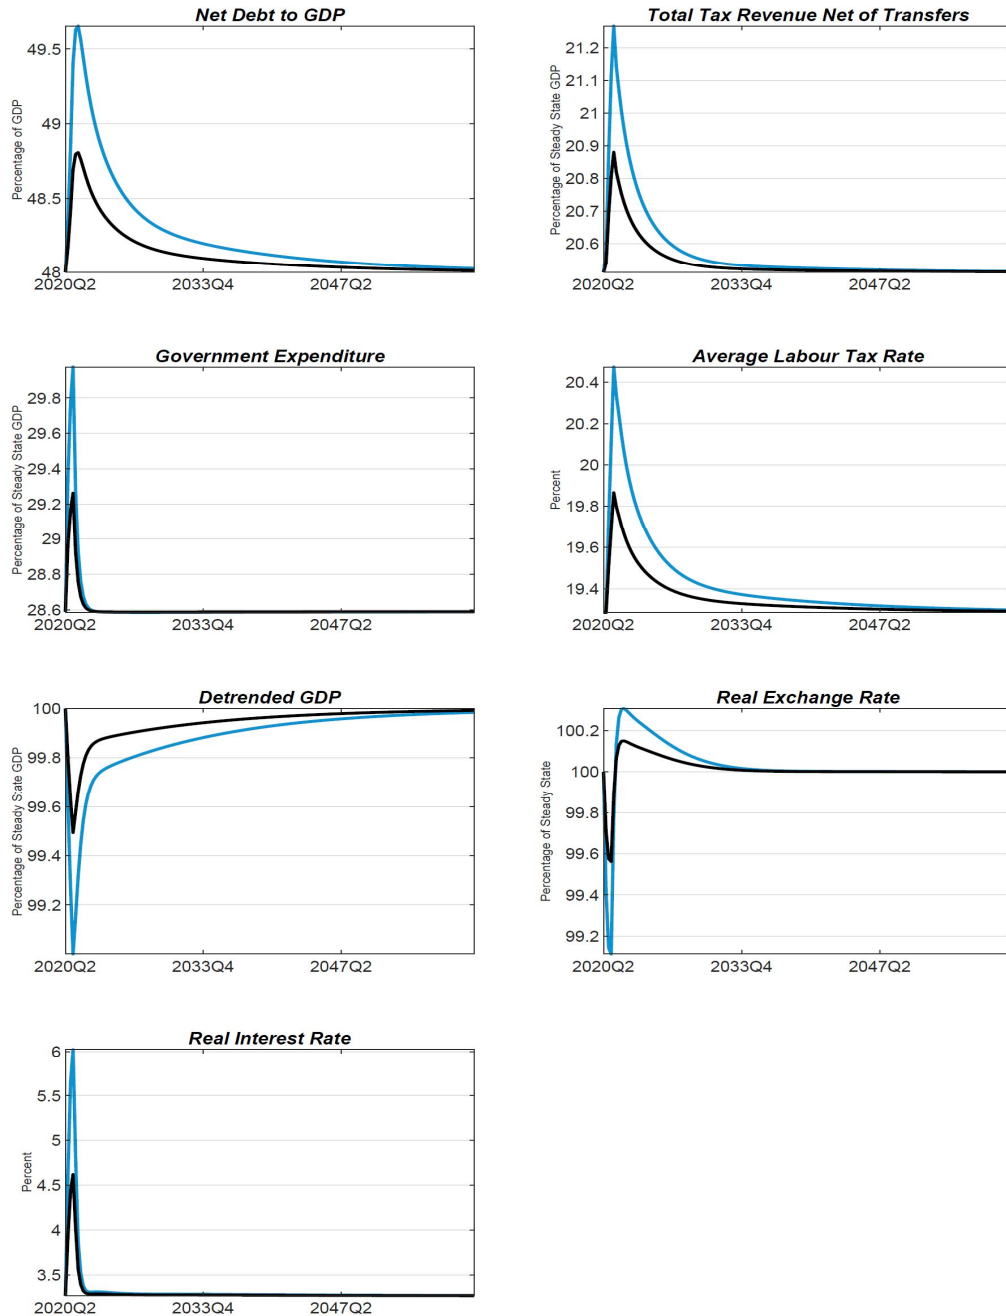 Net Debt to GDP
Percentage of GDP
49.5
49
48.5
48
2020Q2 2033Q4 2047Q2
Total Tax Revenue Net of Transfers
Percent of Steady State GDP
21.2
21.1
21
20.9
20.8
20.7
20.6
2020Q2 2033Q4 2047Q2
Government Expenditure
Percentage of Steady State GDP
29.8
29.6
29.4
29.2
29
28.8
28.6
2020Q2 2033Q4 2047Q2
Average Labour Tax Rate
Percent
20.4
20.2
20
19.8
19.6
19.4
2020Q2 2033Q4 2047Q2
Detrended GDP
Percentage of Steady State GDP
100
99.8
99.6
99.4
99.2
2020Q2 2033Q4 2047Q2
Real Exchange Rate
Percentage of Steady State
100.2
100
99.8
99.6
99.4
99.2
2020Q2 2033Q4 2047Q2
Real Interest Rate
Percent
6
5.5
5
4.5
4
3.5
2020Q2 2033Q4 2047Q2